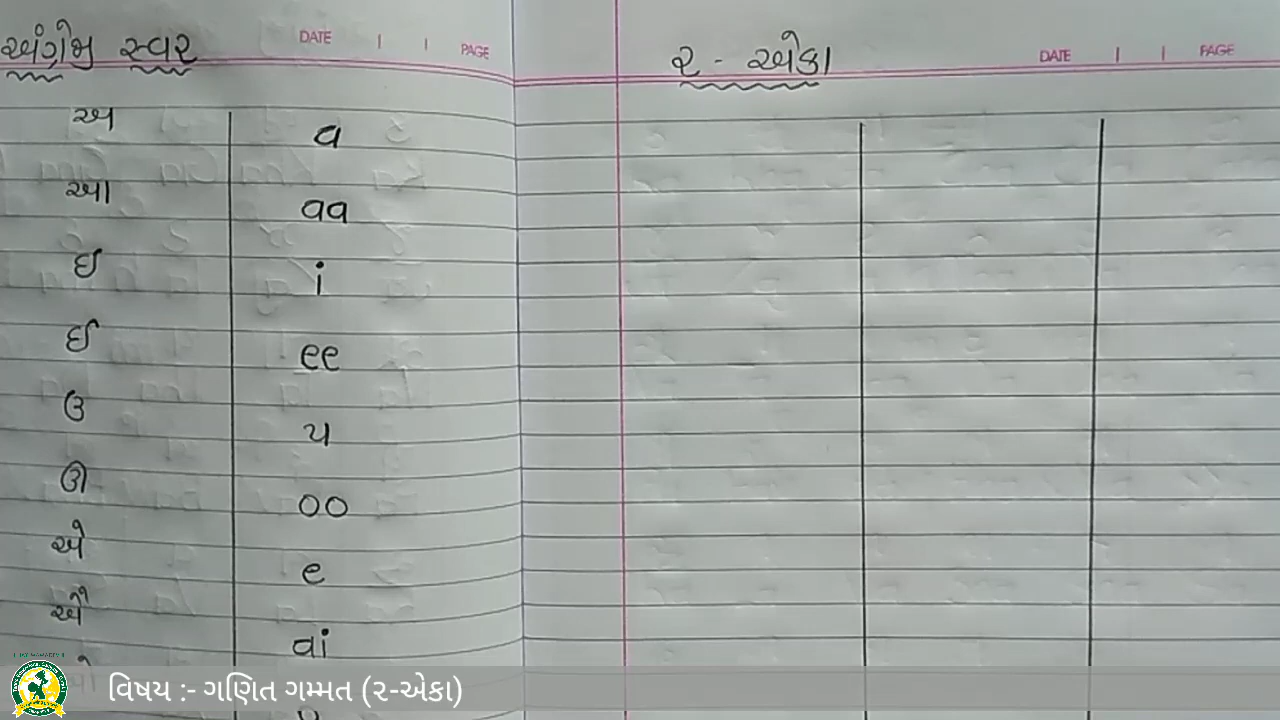 અંગ્રેજી સ્વર
DATE
PAGE
અ a
આ aa
ઇ i
ઈ ee
ઉ u
ઊ oo
એ e
ઐ ai
૨ - એકા
DATE
PAGE
વિષય :- ગણિત ગમ્મત (૨-એકા)